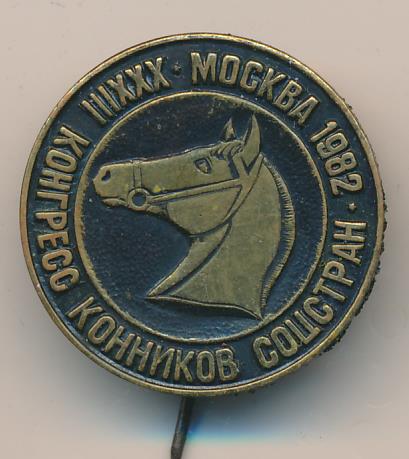 XXXIII КОНГРЕСС КОННИКОВ СОЦСТРАН
· МОСКВА 1982 ·